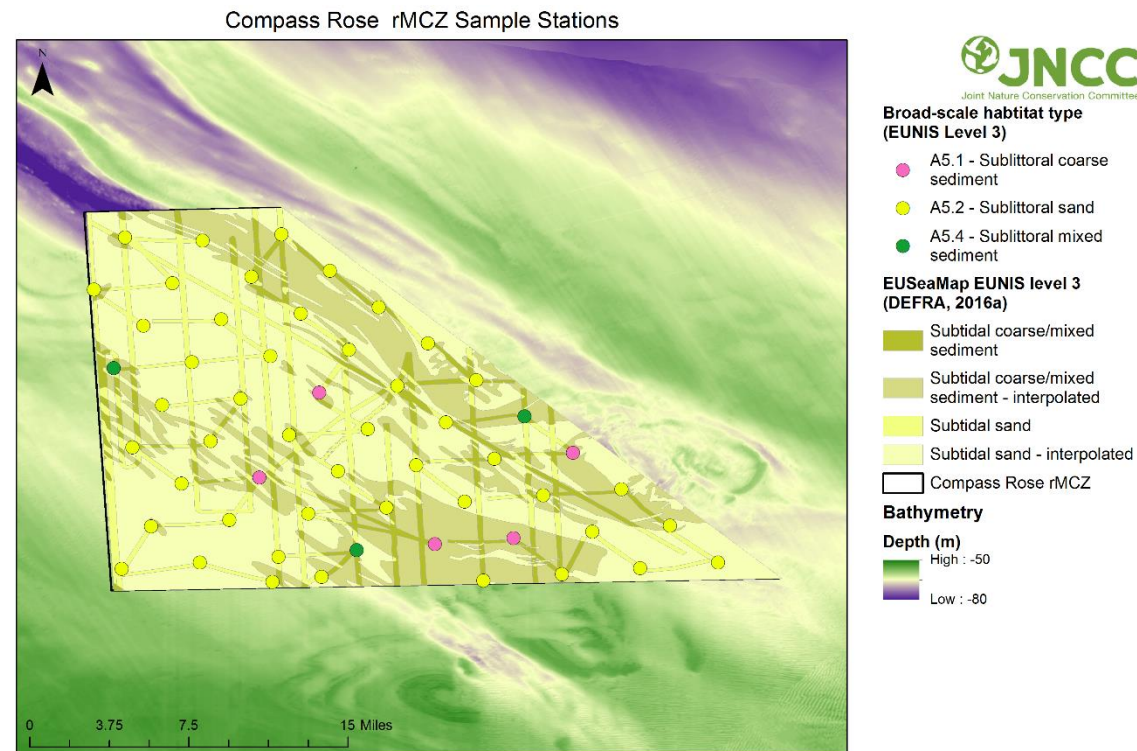 Compass Rose rMCZ Sample Stations
N
JNCC
Joint Nature Conservation Committee
Broad-scale habtitat type
(EUNIS Level 3)
A5.1 - Sublittoral coarse
sediment
A5.2 - Sublittoral sand
A5.4 - Sublittoral mixed
sediment
EUSeaMap EUNIS level 3
(DEFRA, 2016a)
Subtidal coarse/mixed
sediment
Subtidal coarse/mixed
sediment - interpolated
Subtidal sand
Subtidal sand - interpolated
Compass Rose rMCZ
Bathymetry
Depth (m)
High : -50
Low : -80
0 3.75 7.5 15 Miles